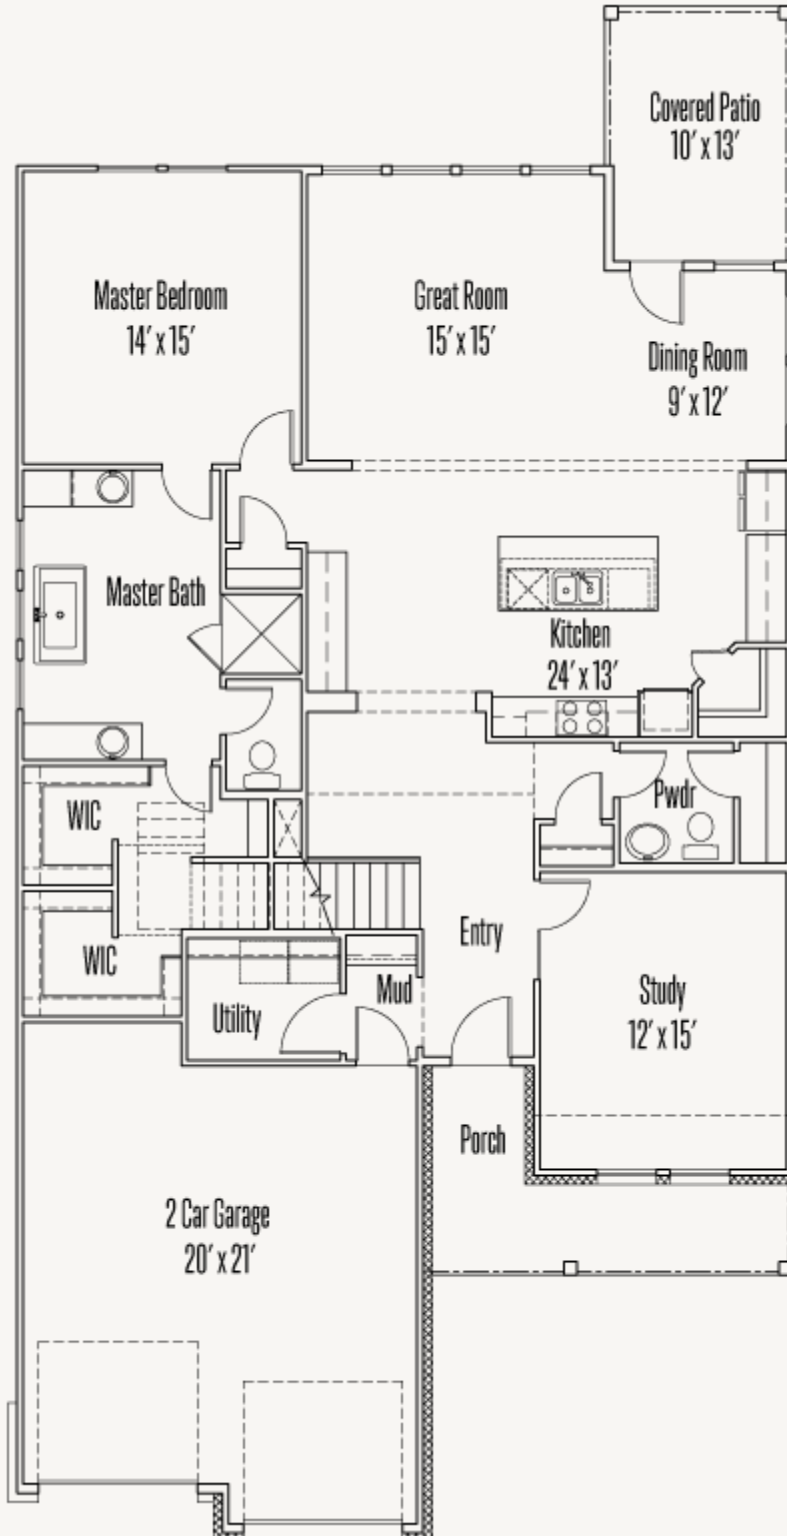 Covered Patio
10' x 13'
Master Bedroom
14' x 15'
Great Room
15' x 15'
Dining Room
9' x 12'
Master Bath
Kitchen
24' x 13'
WIC
Pwdr
WIC
Entry
Mud
Utility
Study
12' x 15'
Porch
2 Car Garage
20' x 21'